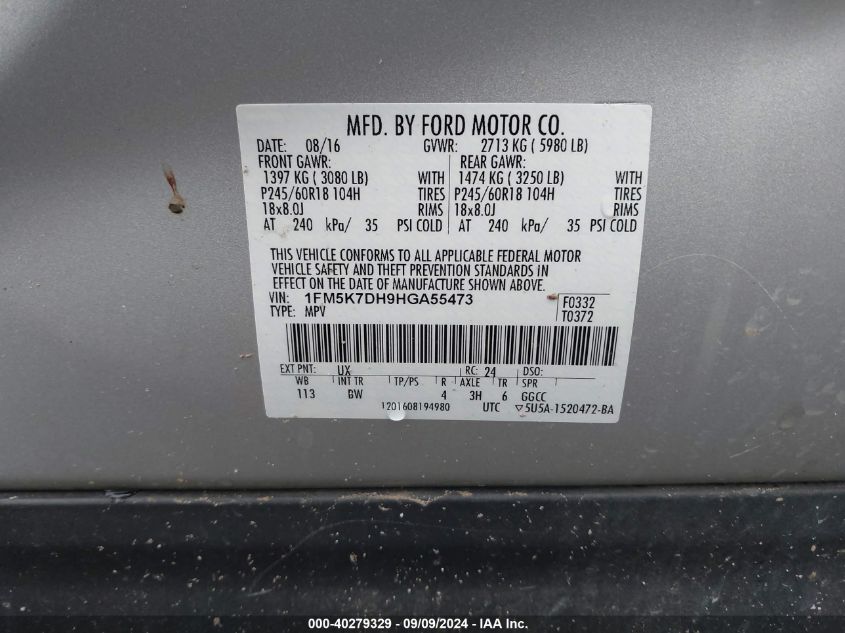 MFD. BY FORD MOTOR CO.
DATE: 08/16 GVWR: 2713 KG ( 5980 LB)
FRONT GAWR: REAR GAWR:
1397 KG ( 3080 LB) WITH 1474 KG ( 3250 LB) WITH
P245/60R18 104H TIRES P245/60R18 104H TIRES
18x8.0J RIMS 18x8.0J RIMS
AT 240 kPa/ 35 PSI COLD AT 240 kPa/ 35 PSI COLD
THIS VEHICLE CONFORMS TO ALL APPLICABLE FEDERAL MOTOR
VEHICLE SAFETY AND THEFT PREVENTION STANDARDS IN
EFFECT ON THE DATE OF MANUFACTURE SHOWN ABOVE.
VIN: 1FM5K7DH9HGA55473 F0332
TYPE: MPV T0372
EXT PNT: UX RC: 24 DSO:
WB INT TR TP/PS R AXLE TR SPR
113 GW 4 3H 6 GGCC
1201608194980 UTC ▽5U5A-1520472-BA
000-40279329 - 09/09/2024 - IAA Inc.